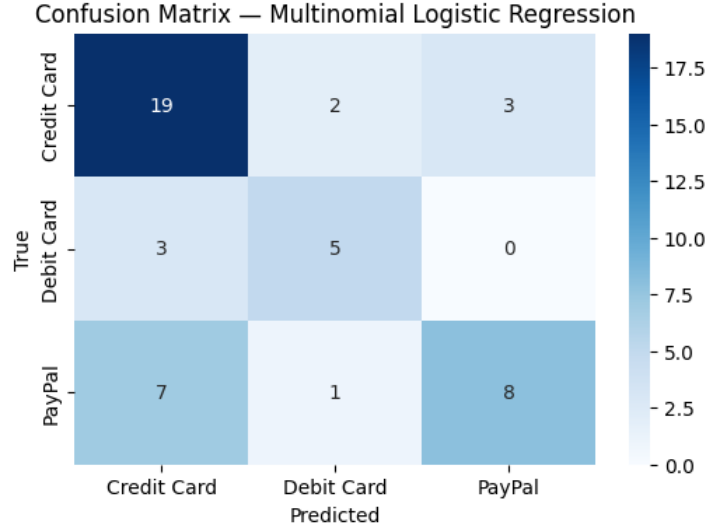 Confusion Matrix — Multinomial Logistic Regression
True
Credit Card
19 2 3
Debit Card
3 5 0
PayPal
7 1 8
Credit Card Debit Card PayPal
Predicted
17.5
15.0
12.5
10.0
7.5
5.0
2.5
0.0